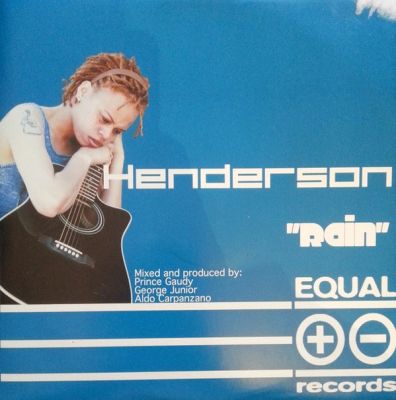 Henderson
"Rain"
Mixed and produced by:
Prince Gaudy
George Junior
Aldo Carpanzano
EQUAL
+ -
records